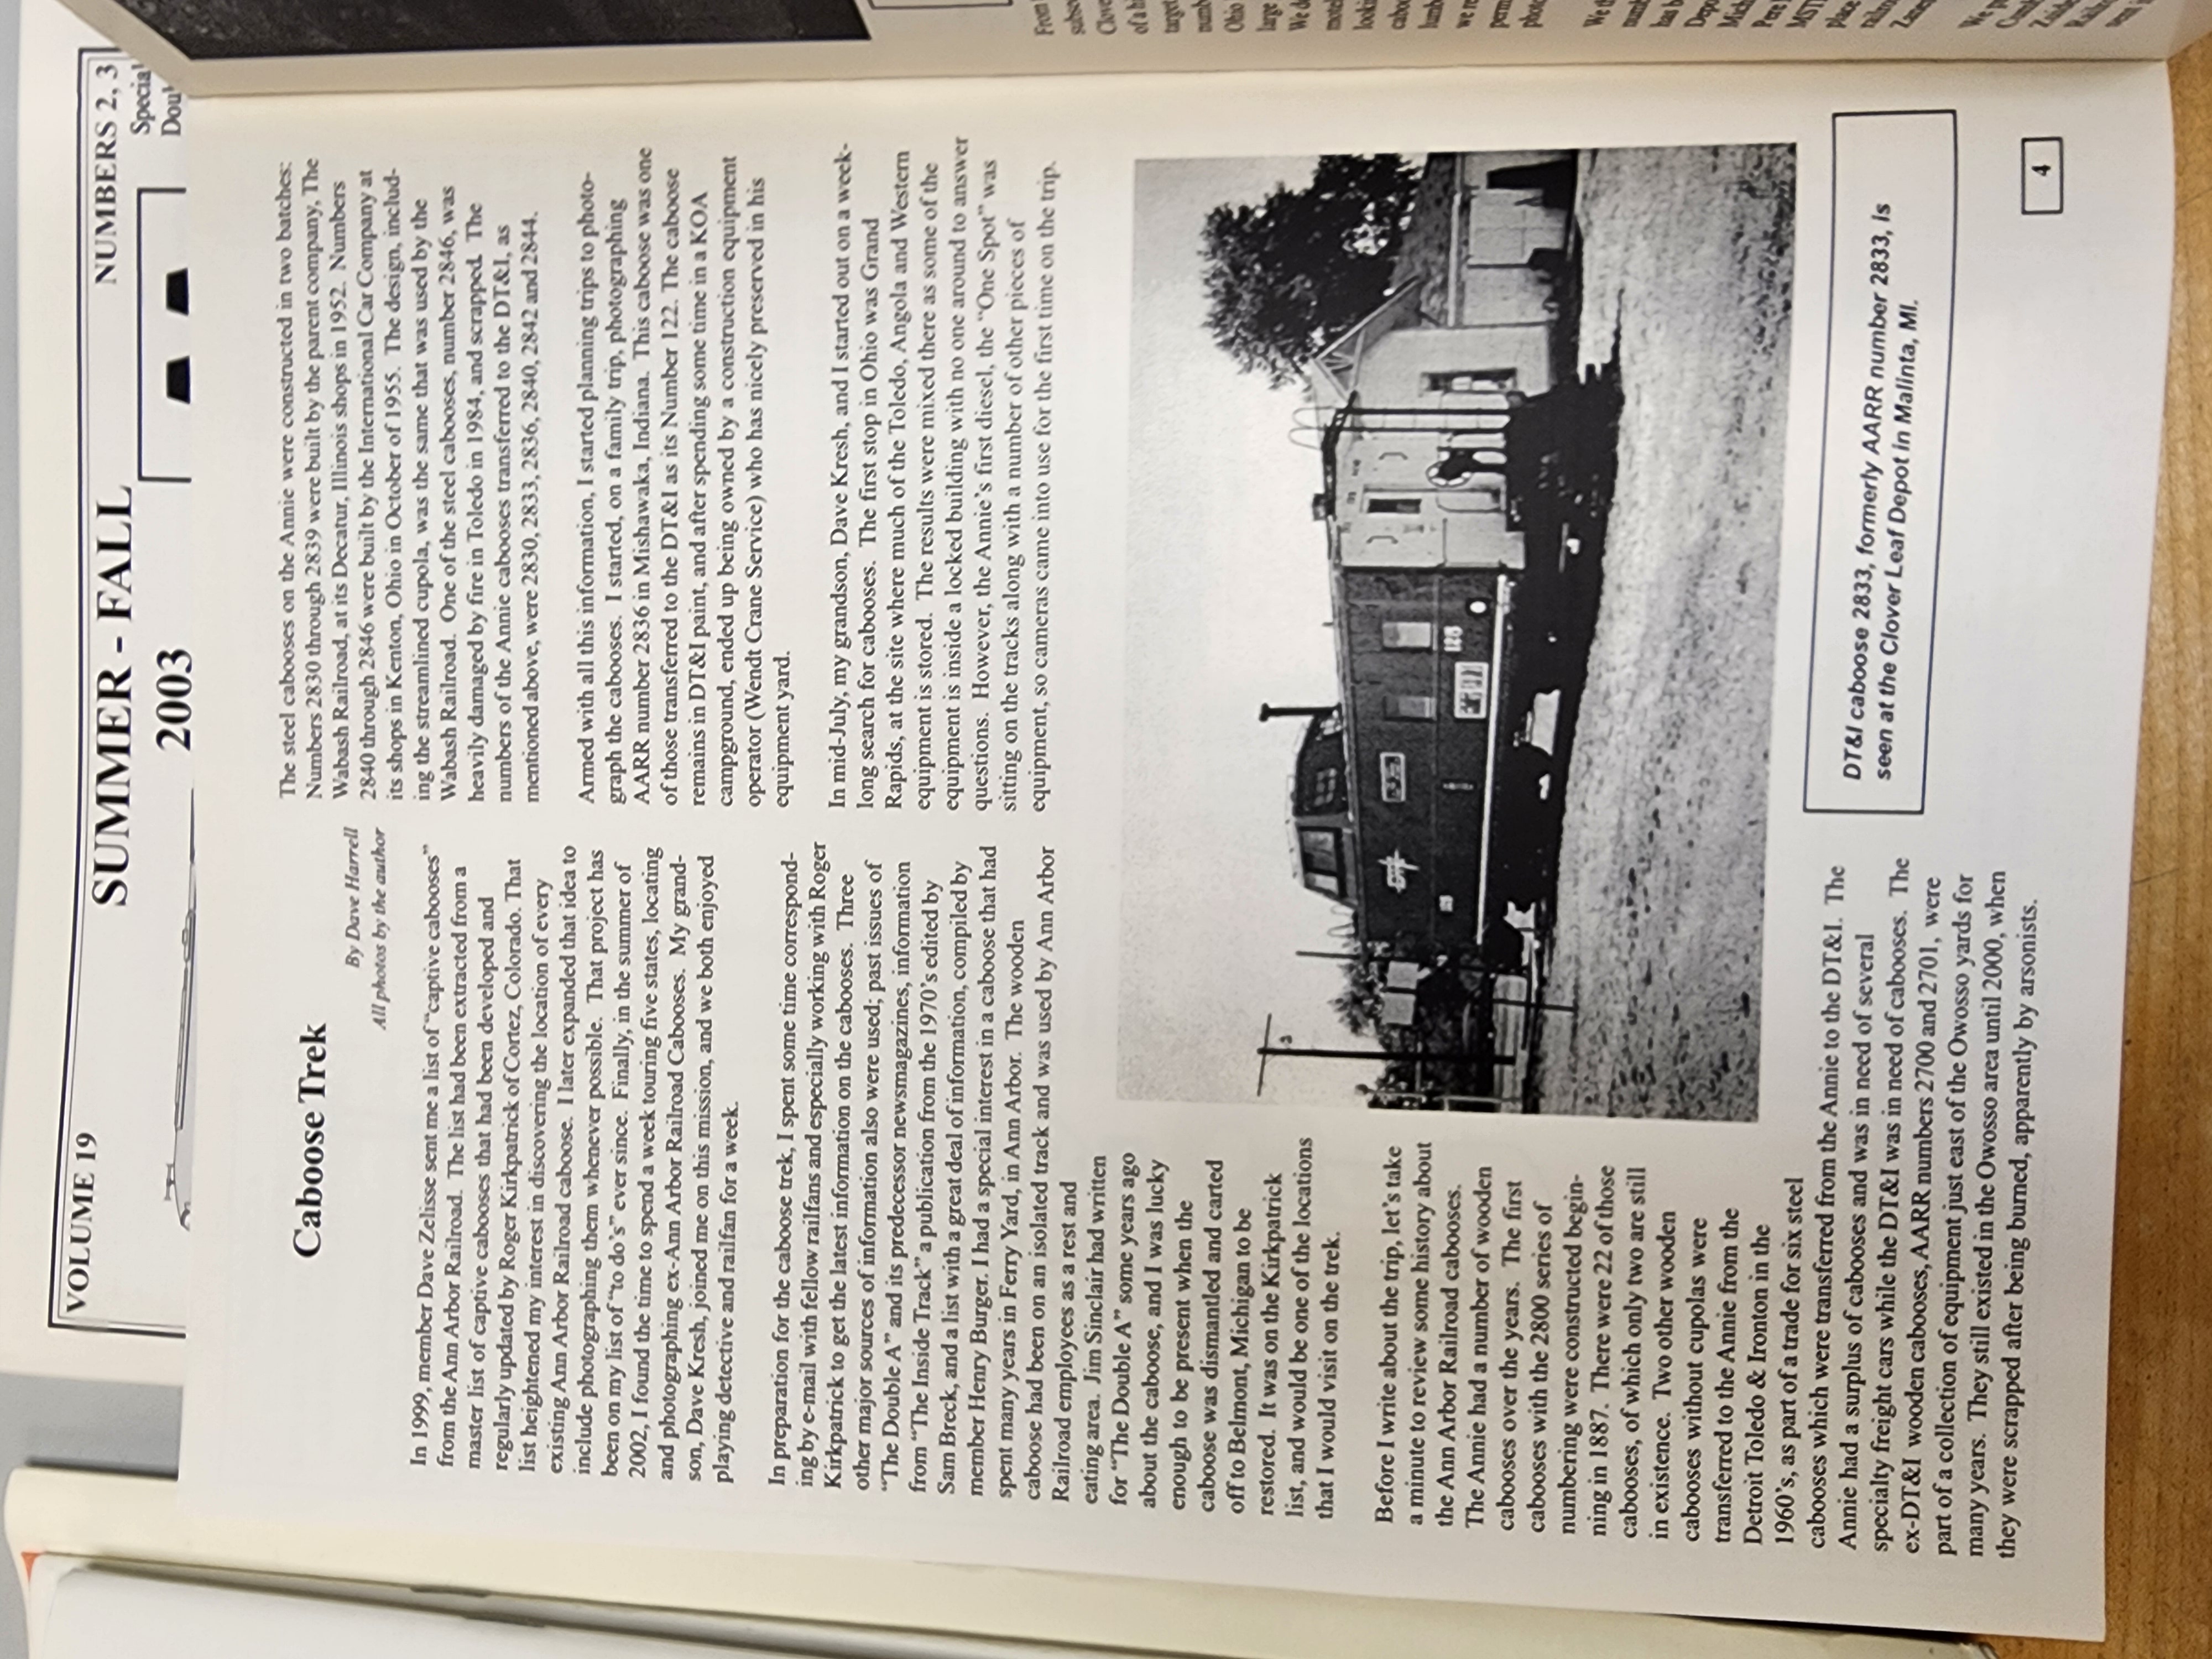 VOLUME 19
SUMMER - FALL
NUMBERS 2, 3
2003
Special
Caboose Trek
By Dave Harrell
All photos by the author
In 1999, member Dave Zelisse sent me a list of “captive cabooses”
from the Ann Arbor Railroad.  The list had been extracted from a
master list of captive cabooses that had been developed and
regularly updated by Roger Kirkpatrick of Cortez, Colorado. That
list heightened my interest in discovering the location of every
existing Ann Arbor Railroad caboose.  I later expanded that idea to
include photographing them whenever possible.  That project has
been on my list of “to do’s” ever since.  Finally, in the summer of
2002, I found the time to spend a week touring five states, locating
and photographing ex-Ann Arbor Railroad Cabooses.  My grand-
son, Dave Kresh, joined me on this mission, and we both enjoyed
playing detective and railfan for a week.
In preparation for the caboose trek, I spent some time correspond-
ing by e-mail with fellow railfans and especially working with Roger
Kirkpatrick to get the latest information on the cabooses.  Three
other major sources of information also were used; past issues of
“The Double A” and its predecessor newsmagazines, information
from “The Inside Track” a publication from the 1970’s edited by
Sam Breck, and a list with a great deal of information, compiled by
member Henry Burger. I had a special interest in a caboose that had
spent many years in Ferry Yard, in Ann Arbor.  The wooden
caboose had been on an isolated track and was used by Ann Arbor
Railroad employees as a rest and
eating area.  Jim Sinclair had written
for “The Double A” some years ago
about the caboose, and I was lucky
enough to be present when the
caboose was dismantled and carted
off to Belmont, Michigan to be
restored.  It was on the Kirkpatrick
list, and would be one of the locations
that I would visit on the trek.
Before I write about the trip, let’s take
a minute to review some history about
the Ann Arbor Railroad cabooses.
The Annie had a number of wooden
cabooses over the years.  The first
cabooses with the 2800 series of
numbering were constructed begin-
ning in 1887.  There were 22 of those
cabooses, of which only two are still
in existence.  Two other wooden
cabooses without cupolas were
transferred to the Annie from the
Detroit Toledo & Ironton in the
1960’s, as part of a trade for six steel
cabooses which were transferred from the Annie to the DT&I.  The
Annie had a surplus of cabooses and was in need of several
specialty freight cars while the DT&I was in need of cabooses.  The
ex-DT&I wooden cabooses, AARR numbers 2700 and 2701, were
part of a collection of equipment just east of the Owosso yards for
many years.  They still existed in the Owosso area until 2000, when
they were scrapped after being burned, apparently by arsonists.
The steel cabooses on the Annie were constructed in two batches:
Numbers 2830 through 2839 were built by the parent company, The
Wabash Railroad, at its Decatur, Illinois shops in 1952.  Numbers
2840 through 2846 were built by the International Car Company at
its shops in Kenton, Ohio in October of 1955.  The design, includ-
ing the streamlined cupola, was the same that was used by the
Wabash Railroad.  One of the steel cabooses, number 2846, was
heavily damaged by fire in Toledo in 1984, and scrapped.  The
numbers of the Annie cabooses transferred to the DT&I, as
mentioned above, were 2830, 2833, 2836, 2840, 2842 and 2844.
Armed with all this information, I started planning trips to photo-
graph the cabooses.  I started, on a family trip, photographing
AARR number 2836 in Mishawaka, Indiana.  This caboose was one
of those transferred to the DT&I as its Number 122.  The caboose
remains in DT&I paint, and after spending some time in a KOA
campground, ended up being owned by a construction equipment
operator (Wendt Crane Service) who has nicely preserved in his
equipment yard.
In mid-July, my grandson, Dave Kresh, and I started out on a week-
long search for cabooses.  The first stop in Ohio was Grand
Rapids, at the site where much of the Toledo, Angola and Western
equipment is stored.  The results were mixed there as some of the
equipment is inside a locked building with no one around to answer
questions.  However, the Annie’s first diesel, the “One Spot” was
sitting on the tracks along with a number of other pieces of
equipment, so cameras came into use for the first time on the trip.
DT&I caboose 2833, formerly AARR number 2833, is
seen at the Clover Leaf Depot in Malinta, MI.
4